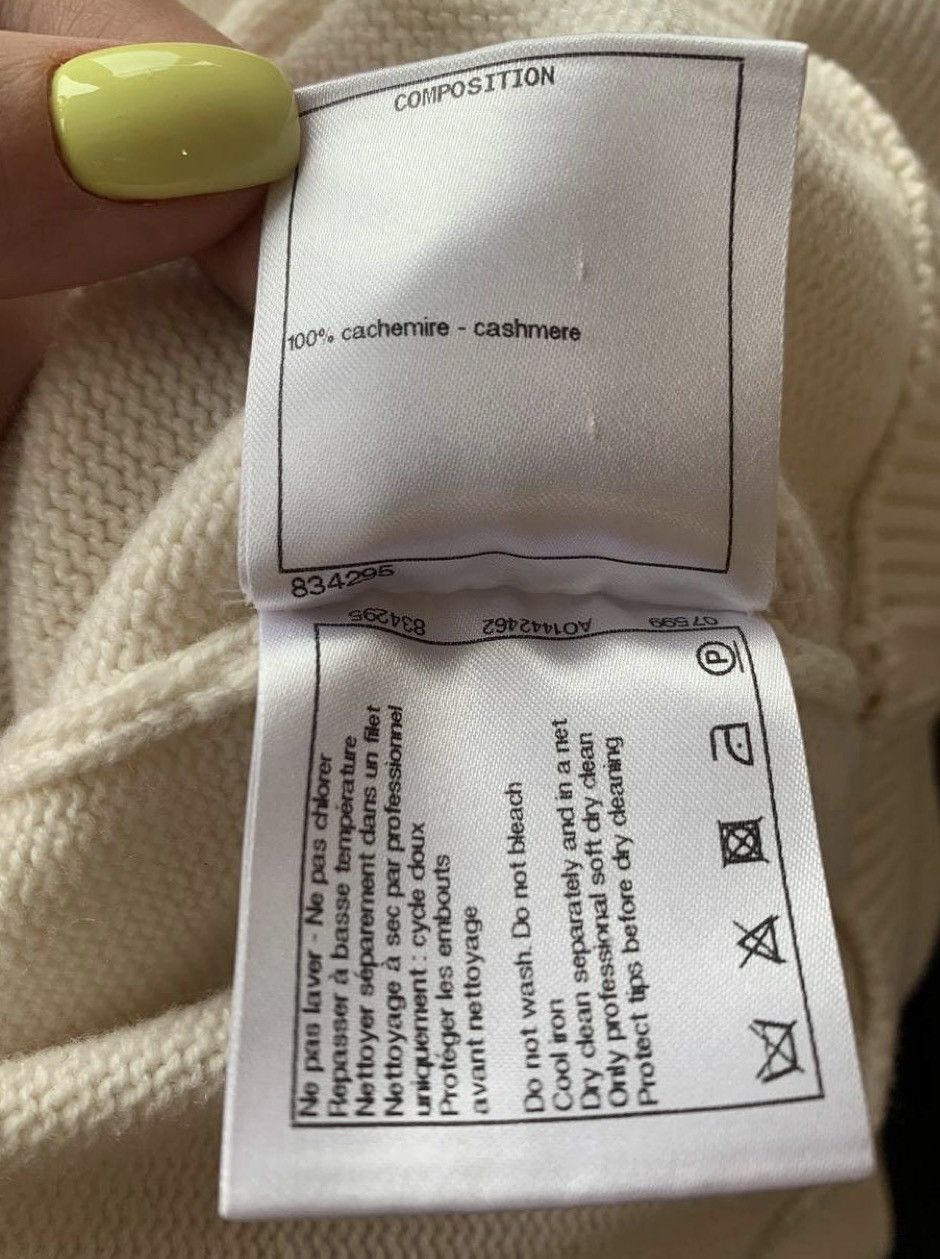 COMPOSITION
100% cachemire - cashmere
834295
834295 A01442462 07599
Ne pas laver - Ne pas chlorer
Repasser à basse température
Nettoyer séparement dans un filet
Nettoyage à sec par professionnel
uniquement : cycle doux
Protéger les embouts
avant nettoyage
Do not wash. Do not bleach
Cool iron
Dry clean separately and in a net
Only professional soft dry clean
Protect tips before dry cleaning
P